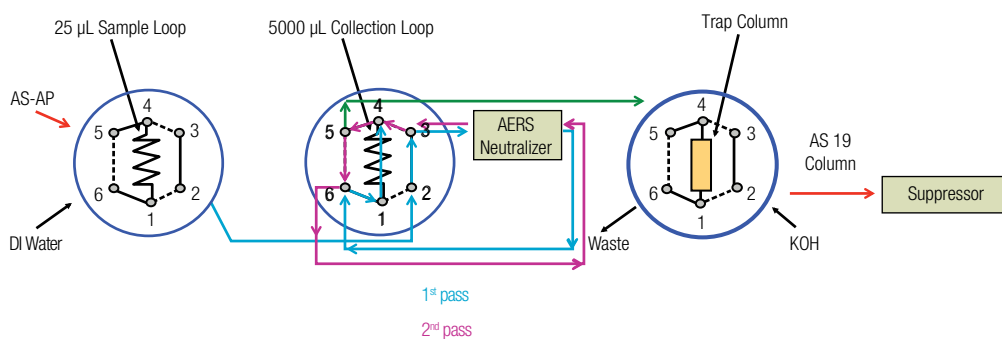 25 µL Sample Loop
5000 µL Collection Loop
Trap Column
AS-AP
4
5
3
6
2
1
DI Water
4
5
3
6
2
1
AERS
Neutralizer
4
5
3
6
2
1
AS 19
Column
Suppressor
Waste
KOH
1st pass
2nd pass